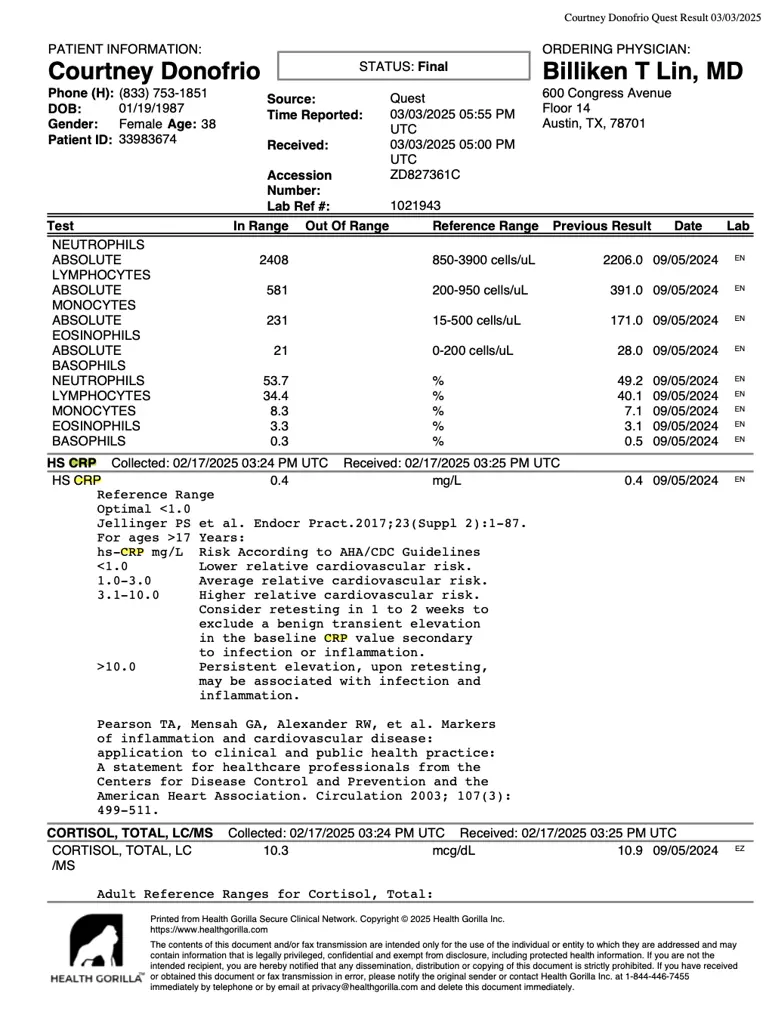 Courtney Donofrio Quest Result 03/03/2025
PATIENT INFORMATION:
Courtney Donofrio
Phone (H): (833) 753-1851
DOB: 01/19/1987
Gender: Female Age: 38
Patient ID: 33983674
STATUS: Final
Source: Quest
Time Reported: 03/03/2025 05:55 PM
UTC
Received: 03/03/2025 05:00 PM
UTC
Accession ZD827361C
Number:
Lab Ref #: 1021943
ORDERING PHYSICIAN:
Billiken T Lin, MD
600 Congress Avenue
Floor 14
Austin, TX, 78701
Test In Range Out Of Range Reference Range Previous Result Date Lab
NEUTROPHILS
ABSOLUTE 2408 850-3900 cells/uL 2206.0 09/05/2024 EN
LYMPHOCYTES
ABSOLUTE 581 200-950 cells/uL 391.0 09/05/2024 EN
MONOCYTES
ABSOLUTE 231 15-500 cells/uL 171.0 09/05/2024 EN
EOSINOPHILS
ABSOLUTE 21 0-200 cells/uL 28.0 09/05/2024 EN
BASOPHILS
NEUTROPHILS 53.7 % 49.2 09/05/2024 EN
LYMPHOCYTES 34.4 % 40.1 09/05/2024 EN
MONOCYTES 8.3 % 7.1 09/05/2024 EN
EOSINOPHILS 3.3 % 3.1 09/05/2024 EN
BASOPHILS 0.3 % 0.5 09/05/2024 EN
HS CRP Collected: 02/17/2025 03:24 PM UTC Received: 02/17/2025 03:25 PM UTC
HS CRP 0.4 mg/L 0.4 09/05/2024 EN
Reference Range
Optimal <1.0
Jellinger PS et al. Endocr Pract.2017;23(Suppl 2):1-87.
For ages >17 Years:
hs-CRP mg/L Risk According to AHA/CDC Guidelines
<1.0 Lower relative cardiovascular risk.
1.0-3.0 Average relative cardiovascular risk.
3.1-10.0 Higher relative cardiovascular risk.
Consider retesting in 1 to 2 weeks to
exclude a benign transient elevation
in the baseline CRP value secondary
to infection or inflammation.
>10.0 Persistent elevation, upon retesting,
may be associated with infection and
inflammation.
Pearson TA, Mensah GA, Alexander RW, et al. Markers
of inflammation and cardiovascular disease:
application to clinical and public health practice:
A statement for healthcare professionals from the
Centers for Disease Control and Prevention and the
American Heart Association. Circulation 2003; 107(3):
499-511.
CORTISOL, TOTAL, LC/MS Collected: 02/17/2025 03:24 PM UTC Received: 02/17/2025 03:25 PM UTC
CORTISOL, TOTAL, LC 10.3 mcg/dL 10.9 09/05/2024 EZ
/MS
Adult Reference Ranges for Cortisol, Total:
HEALTH GORILLA™
Printed from Health Gorilla Secure Clinical Network. Copyright © 2025 Health Gorilla Inc.
https://www.healthgorilla.com
The contents of this document and/or fax transmission are intended only for the use of the individual or entity to which they are addressed and may
contain information that is legally privileged, confidential and exempt from disclosure, including protected health information. If you are not the
intended recipient, you are hereby notified that any dissemination, distribution or copying of this document is strictly prohibited. If you have received
or obtained this document or fax transmission in error, please notify the original sender or contact Health Gorilla Inc. at 1-844-446-7455
immediately by telephone or by email at privacy@healthgorilla.com and delete this document immediately.